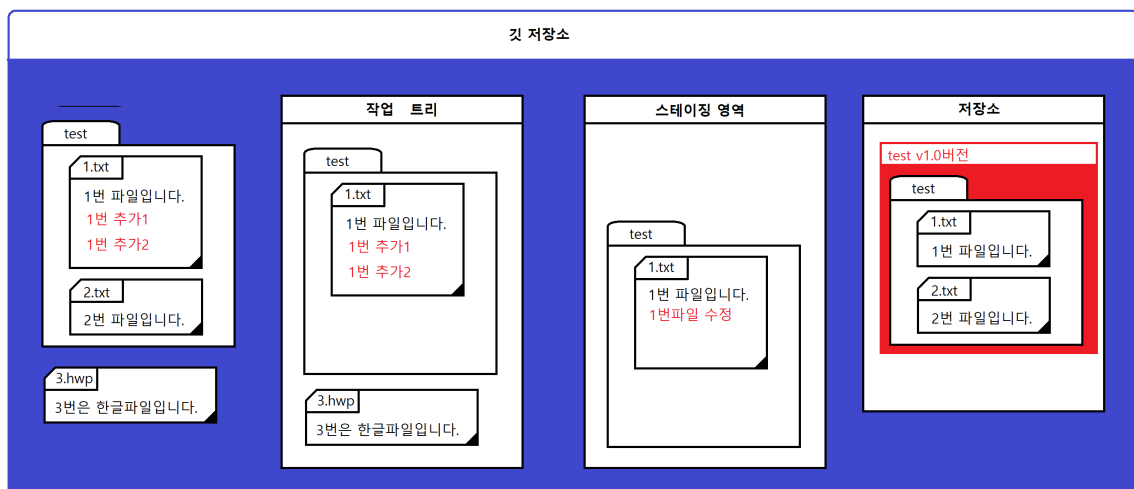 깃 저장소
test
1.txt
1번 파일입니다.
1번 추가1
1번 추가2
2.txt
2번 파일입니다.
3.hwp
3번은 한글파일입니다.
작업 트리
test
1.txt
1번 파일입니다.
1번 추가1
1번 추가2
3.hwp
3번은 한글파일입니다.
스테이징 영역
test
1.txt
1번 파일입니다.
1번파일 수정
저장소
test v1.0버전
test
1.txt
1번 파일입니다.
2.txt
2번 파일입니다.